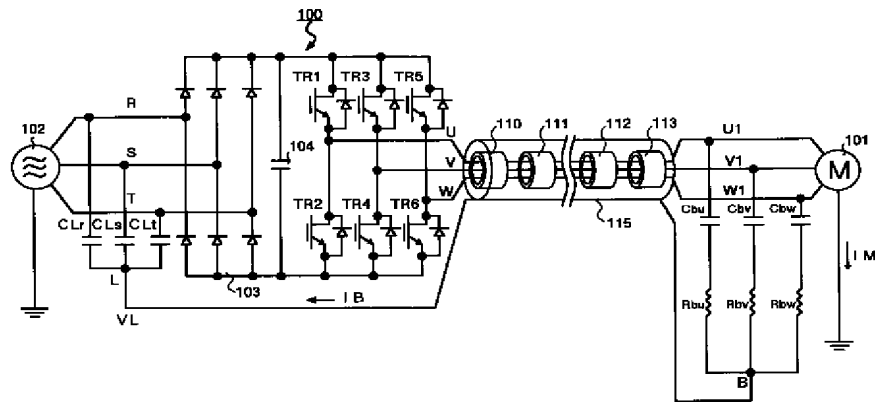 100
TR1 TR3 TR5
R
102
S
104
U
V
W
110
111
112
113
U1
101
V1
M
W1
T
CLr CLs CLt
TR2 TR4 TR6
115
Cbu Cbv Cbw
IM
L
103
IB
VL
Rbu Rbv Rbw
B